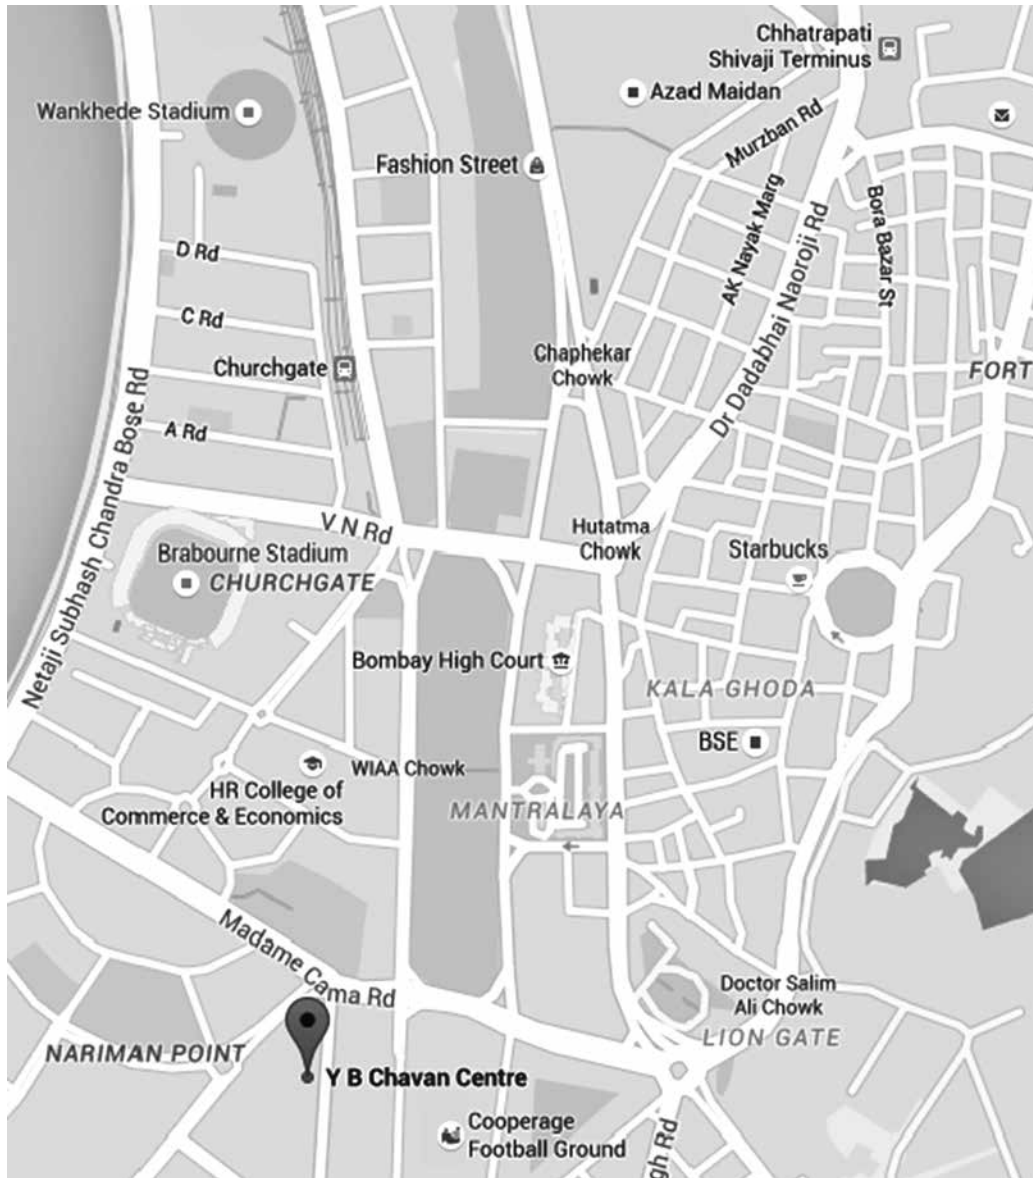 Chhatrapati
Shivaji Terminus
Azad Maidan
Wankhede Stadium
Murzban Rd
Fashion Street
AK Nayak Marg
Bora Bazar St
D Rd
Dr Dadabhai Naoroji Rd
C Rd
Chaphekar
Chowk
Churchgate
FORT
A Rd
Netaji Subhash Chandra Bose Rd
V N Rd
Hutatma
Chowk
Brabourne Stadium
CHURCHGATE
Starbucks
Bombay High Court
KALA GHODA
BSE
WIAA Chowk
HR College of
Commerce & Economics
MANTRALAYA
Madame Cama Rd
Doctor Salim
Ali Chowk
LION GATE
NARIMAN POINT
Y B Chavan Centre
Cooperage
Football Ground
gh Rd